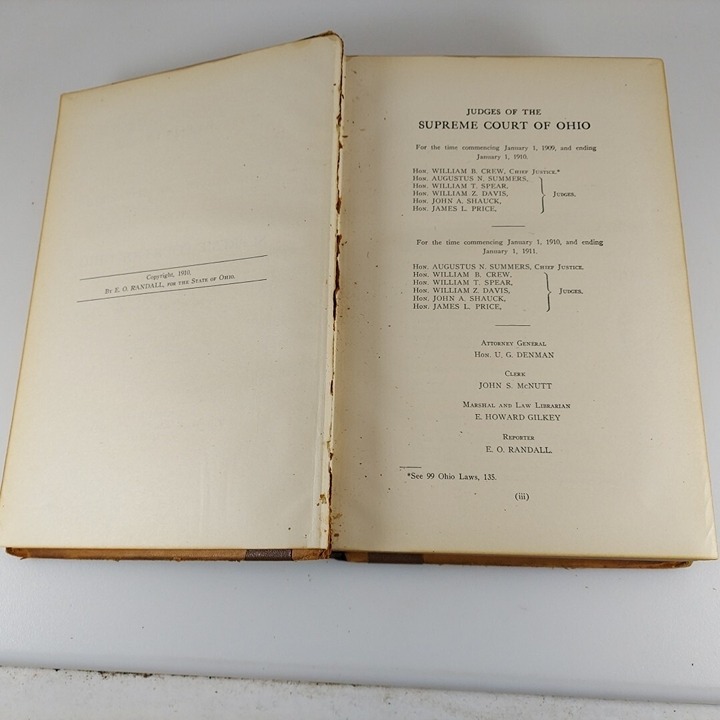 Copyright, 1910,
By E. O. RANDALL, for the State of Ohio.
JUDGES OF THE
SUPREME COURT OF OHIO
For the time commencing January 1, 1909, and ending
January 1, 1910.
Hon. WILLIAM B. CREW, Chief Justice.*
Hon. AUGUSTUS N. SUMMERS,
Hon. WILLIAM T. SPEAR,
Hon. WILLIAM Z. DAVIS,
Hon. JOHN A. SHAUCK,
Hon. JAMES L. PRICE,
Judges.
For the time commencing January 1, 1910, and ending
January 1, 1911.
Hon. AUGUSTUS N. SUMMERS, Chief Justice.
Hon. WILLIAM B. CREW,
Hon. WILLIAM T. SPEAR,
Hon. WILLIAM Z. DAVIS,
Hon. JOHN A. SHAUCK,
Hon. JAMES L. PRICE,
Judges.
Attorney General
Hon. U. G. DENMAN
Clerk
JOHN S. McNUTT
Marshal and Law Librarian
E. HOWARD GILKEY
Reporter
E. O. RANDALL.
*See 99 Ohio Laws, 135.
(iii)